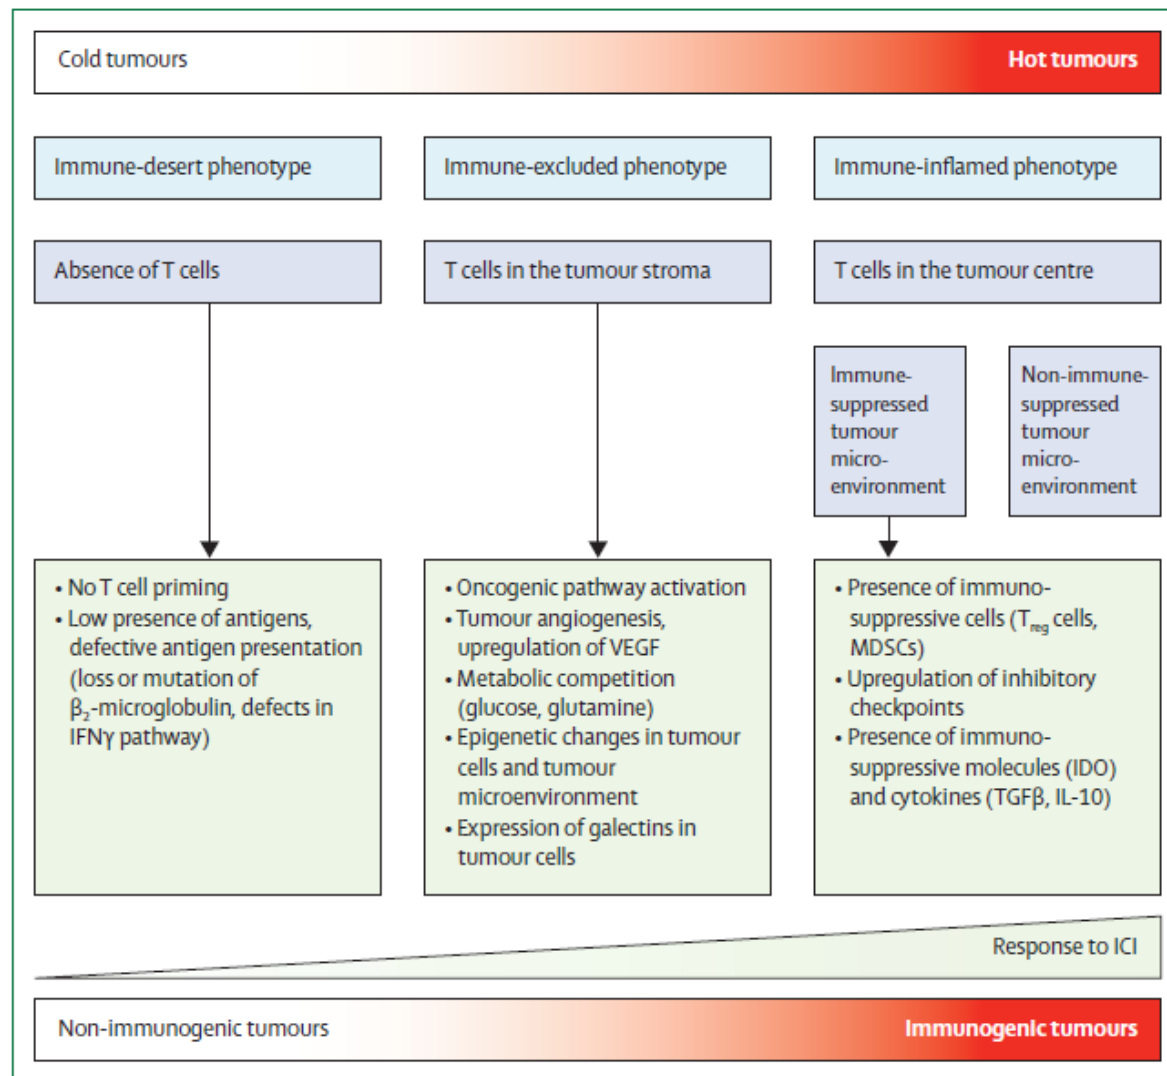 Cold tumours
Hot tumours
Immune-desert phenotype
Immune-excluded phenotype
Immune-inflamed phenotype
Absence of T cells
T cells in the tumour stroma
T cells in the tumour centre
Immune-
suppressed
tumour
micro-
environment
Non-immune-
suppressed
tumour
micro-
environment
• No T cell priming
• Low presence of antigens,
defective antigen presentation
(loss or mutation of
β₂-microglobulin, defects in
IFNγ pathway)
• Oncogenic pathway activation
• Tumour angiogenesis,
upregulation of VEGF
• Metabolic competition
(glucose, glutamine)
• Epigenetic changes in tumour
cells and tumour
microenvironment
• Expression of galectins in
tumour cells
• Presence of immuno-
suppressive cells (Treg cells,
MDSCs)
• Upregulation of inhibitory
checkpoints
• Presence of immuno-
suppressive molecules (IDO)
and cytokines (TGFβ, IL-10)
Response to ICI
Non-immunogenic tumours
Immunogenic tumours